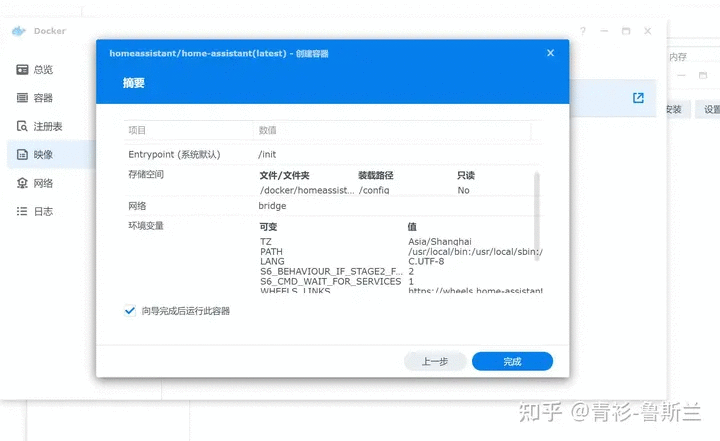 Docker
homeassistant/home-assistant(latest) - 创建容器
摘要
总览
容器
注册表
映像
网络
日志
内存
安装
设置
项目 数值
Entrypoint (系统默认) /init
存储空间 文件/文件夹 装载路径 只读
/docker/homeassist... /config No
网络 bridge
环境变量 可变 值
TZ Asia/Shanghai
PATH /usr/local/bin:/usr/local/sbin:/
LANG C.UTF-8
S6_BEHAVIOUR_IF_STAGE2_F... 2
S6_CMD_WAIT_FOR_SERVICES 1
WHEELS_LINKS https://wheels.home-assistant
向导完成后运行此容器
上一步 完成
知乎 @青衫-鲁斯兰